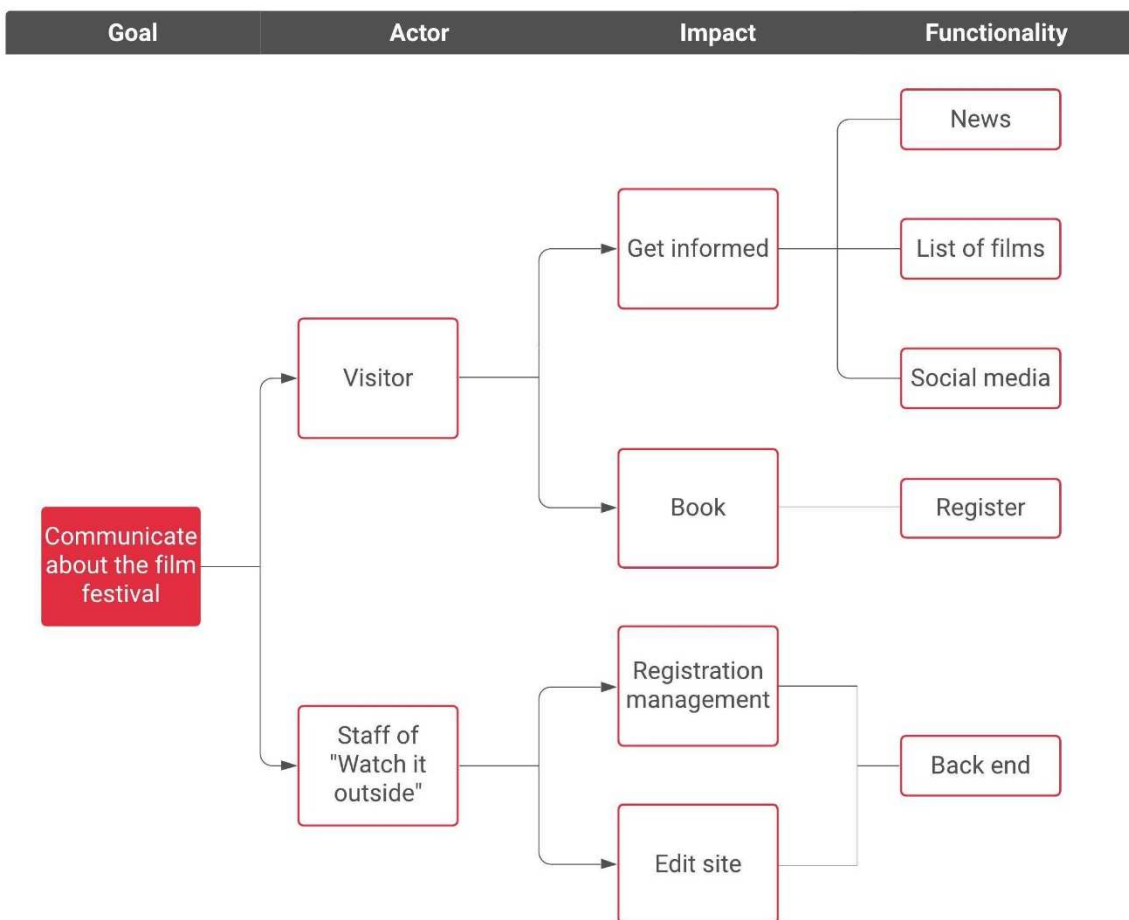 Goal
Actor
Impact
Functionality
News
Get informed
List of films
Visitor
Social media
Book
Register
Communicate
about the film
festival
Registration
management
Staff of
"Watch it
outside"
Back end
Edit site